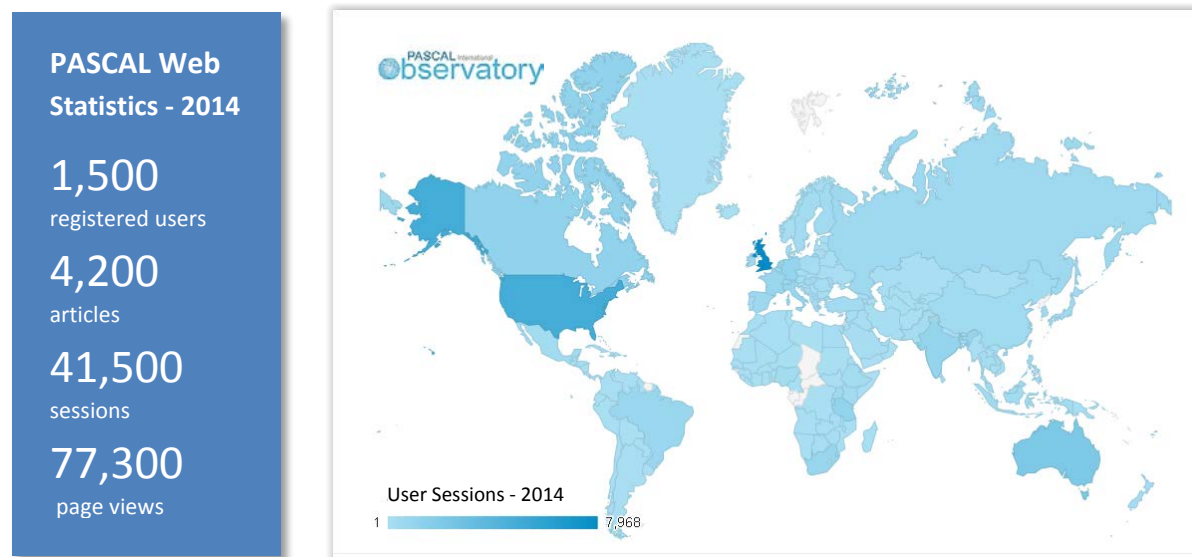 PASCAL Web
Statistics - 2014
1,500
registered users
4,200
articles
41,500
sessions
77,300
page views
PASCAL International
Observatory
User Sessions - 2014
1 7,968